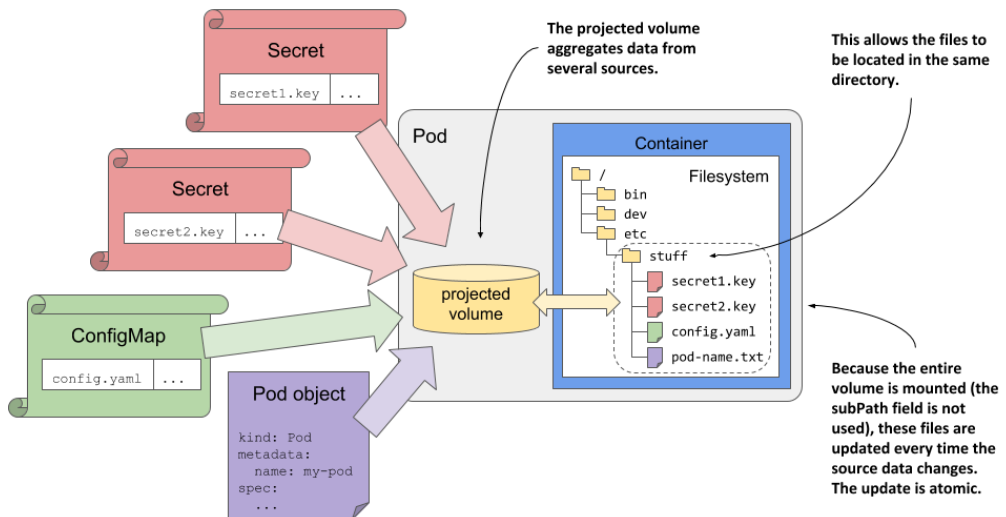 Secret
secret1.key ...
Secret
secret2.key ...
ConfigMap
config.yaml ...
Pod object
kind: Pod
metadata:
name: my-pod
spec:
...
The projected volume
aggregates data from
several sources.
Pod
projected
volume
Container
Filesystem
/
bin
dev
etc
stuff
secret1.key
secret2.key
config.yaml
pod-name.txt
This allows the files to
be located in the same
directory.
Because the entire
volume is mounted (the
subPath field is not
used), these files are
updated every time the
source data changes.
The update is atomic.